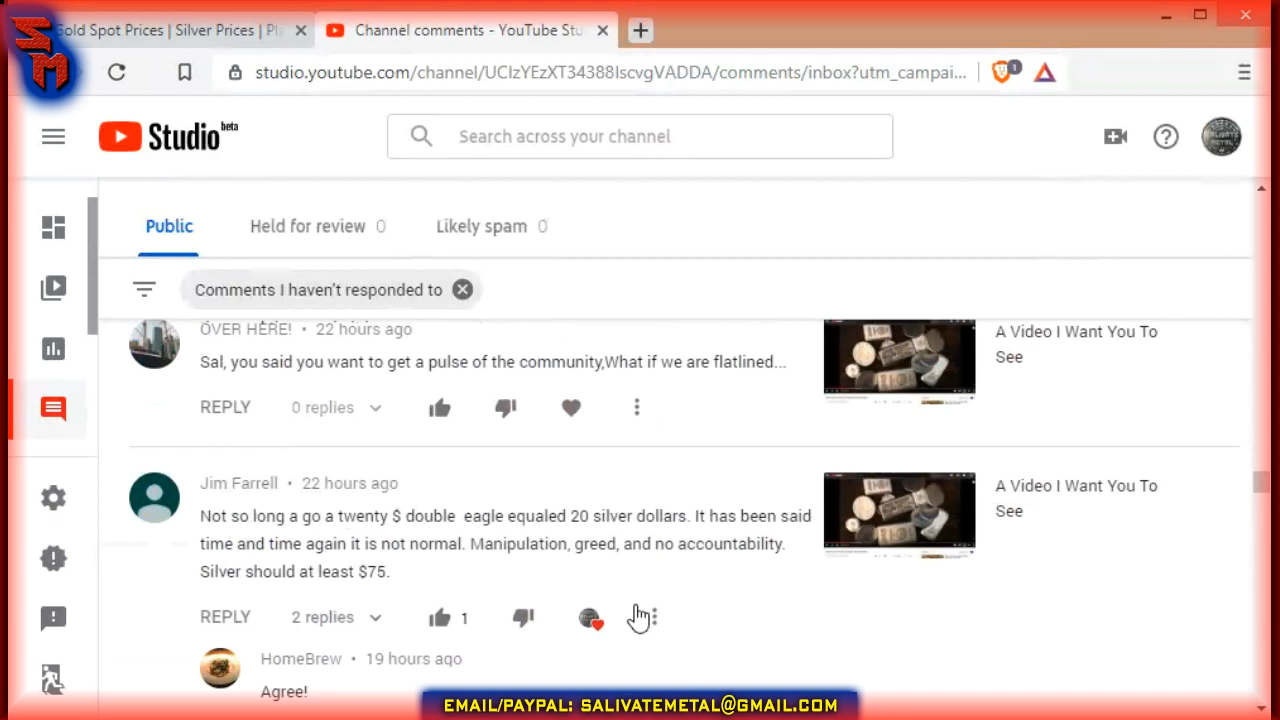 SM
Gold Spot Prices | Silver Prices | Pla
Channel comments - YouTube Stu
studio.youtube.com/channel/UCIzYEzXT34388IscvgVADDA/comments/inbox?utm_campai...
1
Studio beta
Search across your channel
Public
Held for review 0
Likely spam 0
Comments I haven't responded to
OVER HERE! • 22 hours ago
Sal, you said you want to get a pulse of the community,What if we are flatlined...
REPLY
0 replies
A Video I Want You To
See
Jim Farrell • 22 hours ago
Not so long a go a twenty $ double eagle equaled 20 silver dollars. It has been said
time and time again it is not normal. Manipulation, greed, and no accountability.
Silver should at least $75.
REPLY
2 replies
1
A Video I Want You To
See
HomeBrew • 19 hours ago
Agree!
EMAIL/PAYPAL: SALIVATEMETAL@GMAIL.COM